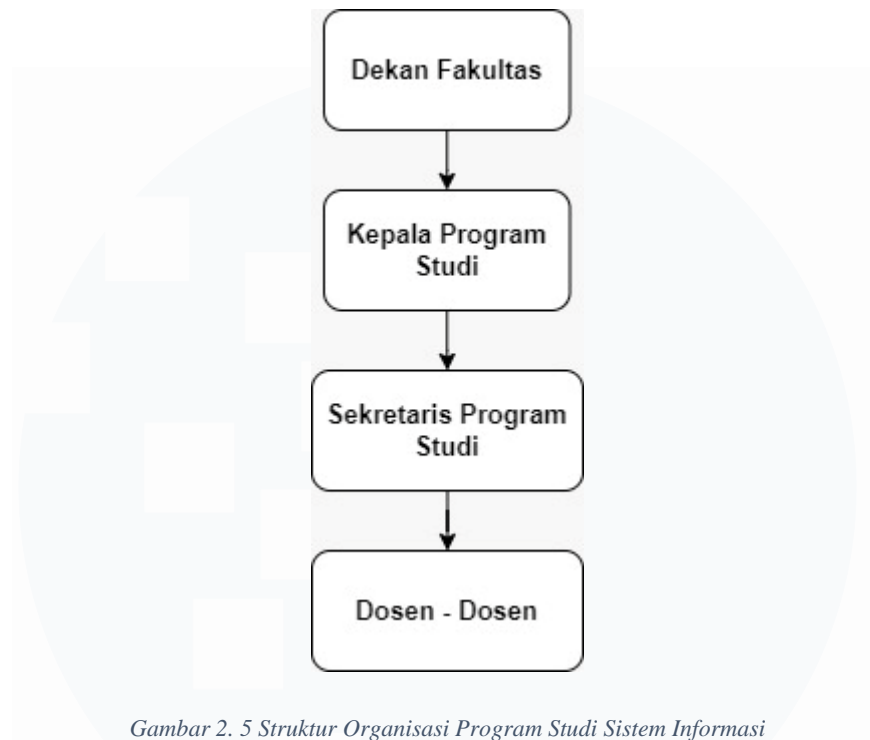 Dekan Fakultas
Kepala Program
Studi
Sekretaris Program
Studi
Dosen - Dosen
Gambar 2. 5 Struktur Organisasi Program Studi Sistem Informasi